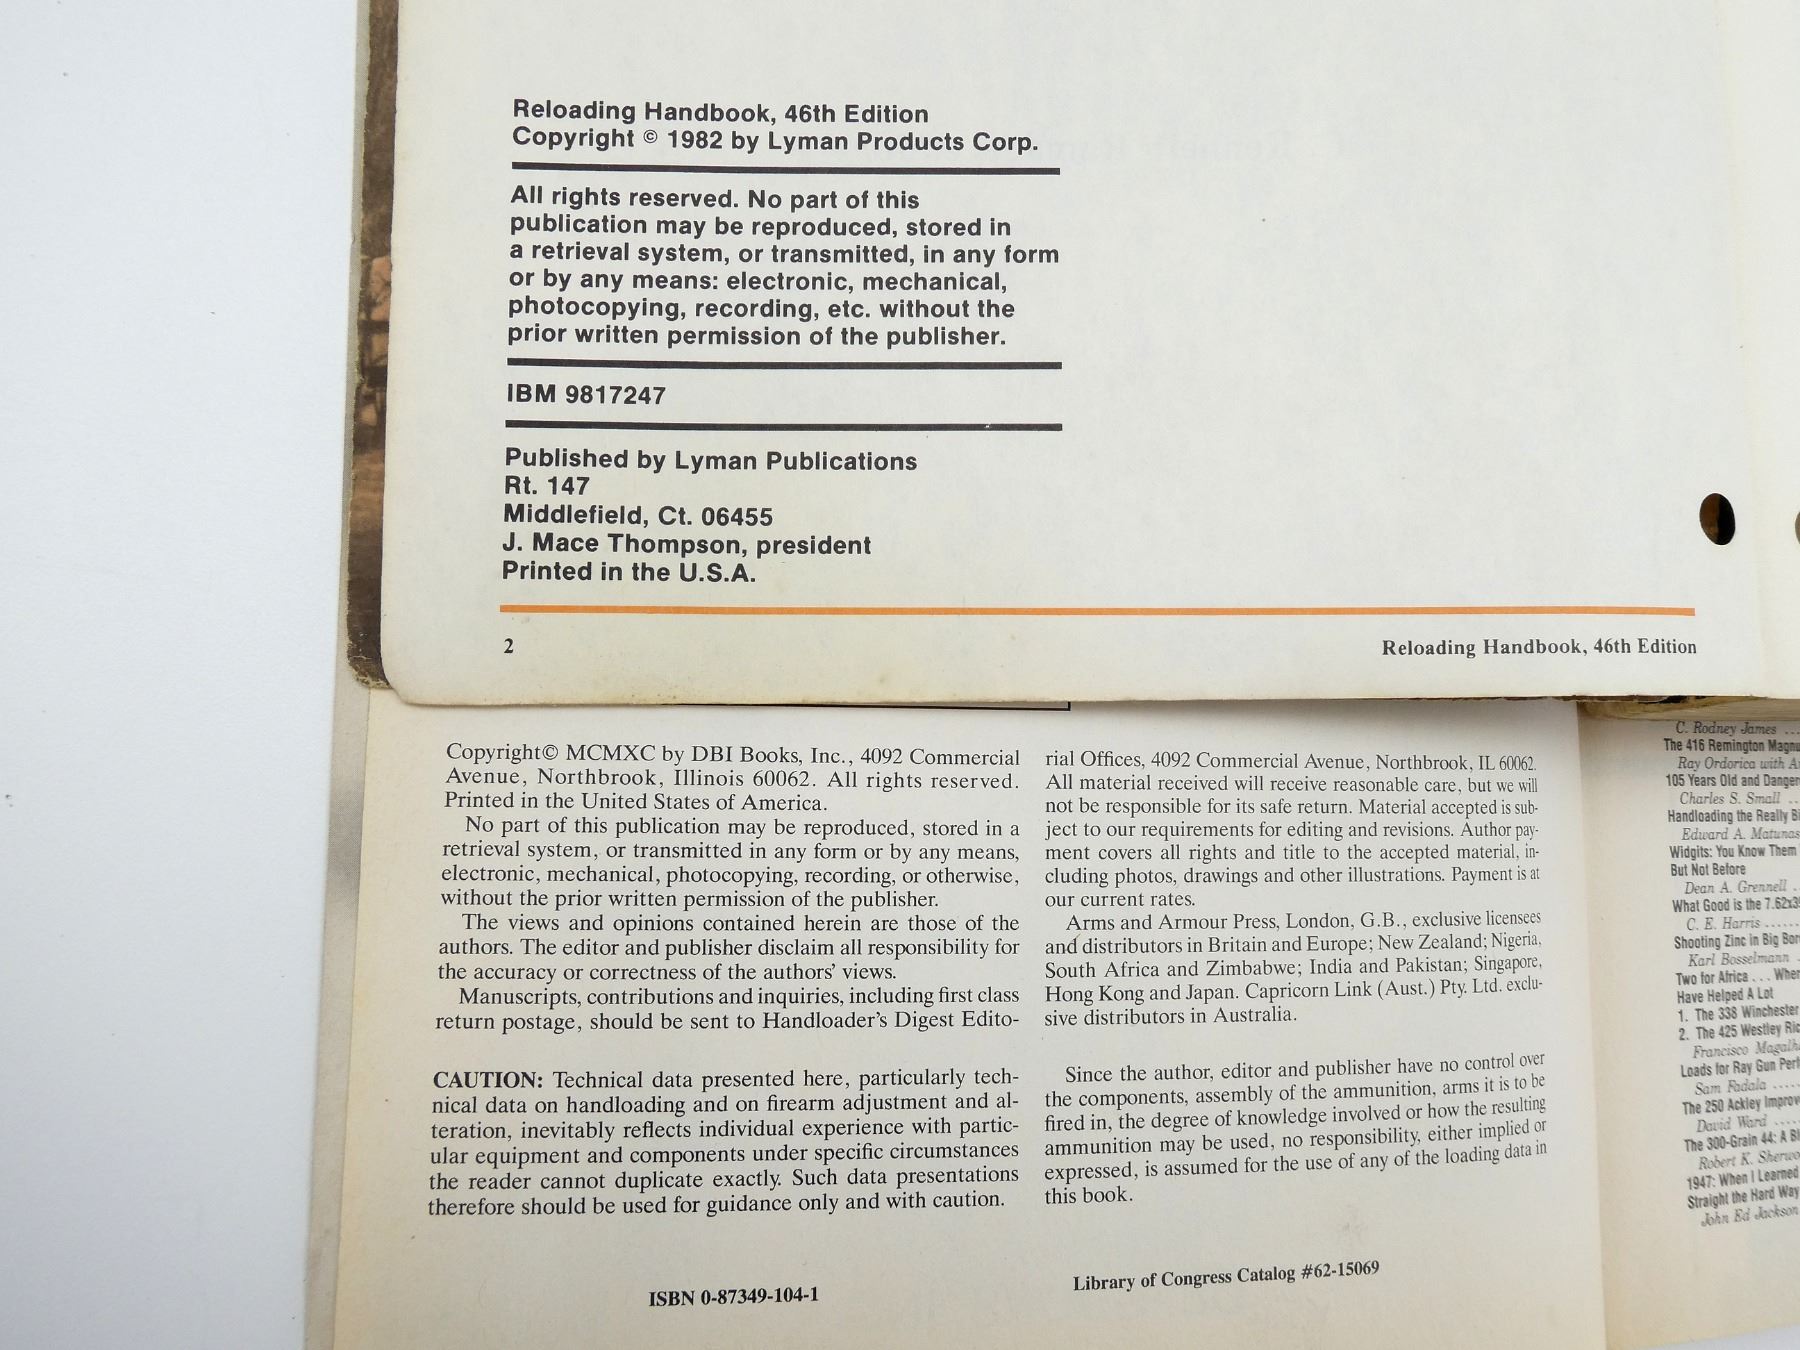 Reloading Handbook, 46th Edition
Copyright © 1982 by Lyman Products Corp.
All rights reserved. No part of this
publication may be reproduced, stored in
a retrieval system, or transmitted, in any form
or by any means: electronic, mechanical,
photocopying, recording, etc. without the
prior written permission of the publisher.
IBM 9817247
Published by Lyman Publications
Rt. 147
Middlefield, Ct. 06455
J. Mace Thompson, president
Printed in the U.S.A.
2
Reloading Handbook, 46th Edition
Copyright© MCMXC by DBI Books, Inc., 4092 Commercial
Avenue, Northbrook, Illinois 60062. All rights reserved.
Printed in the United States of America.
No part of this publication may be reproduced, stored in a
retrieval system, or transmitted in any form or by any means,
electronic, mechanical, photocopying, recording, or otherwise,
without the prior written permission of the publisher.
The views and opinions contained herein are those of the
authors. The editor and publisher disclaim all responsibility for
the accuracy or correctness of the authors' views.
Manuscripts, contributions and inquiries, including first class
return postage, should be sent to Handloader's Digest Edito-
rial Offices, 4092 Commercial Avenue, Northbrook, IL 60062.
All material received will receive reasonable care, but we will
not be responsible for its safe return. Material accepted is sub-
ject to our requirements for editing and revisions. Author pay-
ment covers all rights and title to the accepted material, in-
cluding photos, drawings and other illustrations. Payment is at
our current rates.
Arms and Armour Press, London, G.B., exclusive licensees
and distributors in Britain and Europe; New Zealand; Nigeria,
South Africa and Zimbabwe; India and Pakistan; Singapore,
Hong Kong and Japan. Capricorn Link (Aust.) Pty. Ltd. exclu-
sive distributors in Australia.
CAUTION: Technical data presented here, particularly tech-
nical data on handloading and on firearm adjustment and al-
teration, inevitably reflects individual experience with partic-
ular equipment and components under specific circumstances
the reader cannot duplicate exactly. Such data presentations
therefore should be used for guidance only and with caution.
Since the author, editor and publisher have no control over
the components, assembly of the ammunition, arms it is to be
fired in, the degree of knowledge involved or how the resulting
ammunition may be used, no responsibility, either implied or
expressed, is assumed for the use of any of the loading data in
this book.
ISBN 0-87349-104-1
Library of Congress Catalog #62-15069
C. Rodney James ...
The 416 Remington
Ray Ordorica with
105 Years Old and
Charles S. Small ..
Handloading the Really
Edward A.
Widgits: You Know Them
But Not Before
Dean A. Grennell .
What Good is the
C. E. Harris ......
Shooting Zinc in Big
Karl Bosselmann .
Two for Africa . . .
Have Helped A Lot
1. The 338 Winchester
2. The 425 Westley
Francisco
Loads for Ray Gun
Sam Fadala .....
The 250 Ackley
David Ward .....
The 300-Grain 44: A
Robert K.
1947: When I Learned
Straight the Hard Way
John Ed Jackson